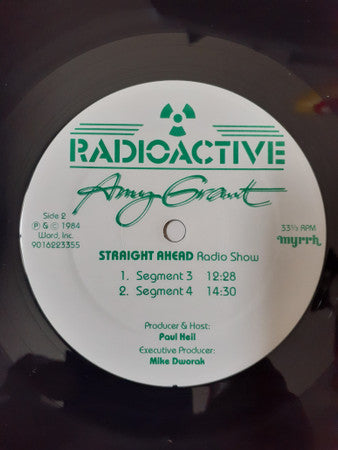 RADIOACTIVE
Amy Grant
Side 2
℗ & © 1984
Word, Inc.
9016223355
33⅓ RPM
myrrh
STRAIGHT AHEAD Radio Show
1. Segment 3 12:28
2. Segment 4 14:30
Producer & Host:
Paul Heil
Executive Producer:
Mike Dworak